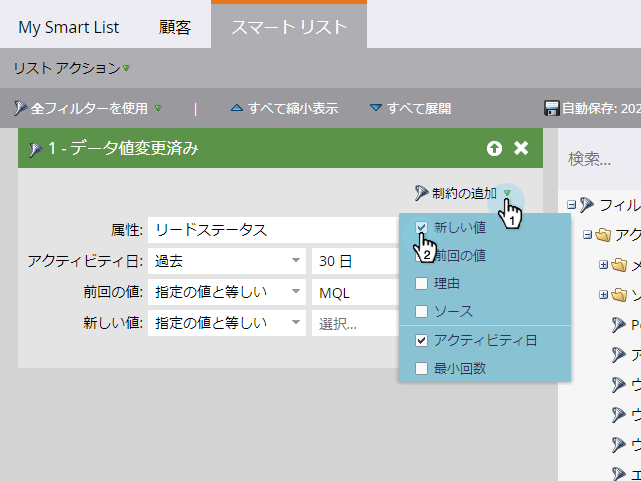 My Smart List 顧客 スマート リスト
リスト アクション
全フィルターを使用 | すべて縮小表示 すべて展開 自動保存: 202
1 - データ値変更済み
検索...
制約の追加
1
フィル
属性: リードステータス
新しい値
2
アク
アクティビティ日: 過去 30 日
前回の値
メ
前回の値: 指定の値と等しい MQL
理由
ソ
新しい値: 指定の値と等しい 選択...
ソース
アクティビティ日
最小回数